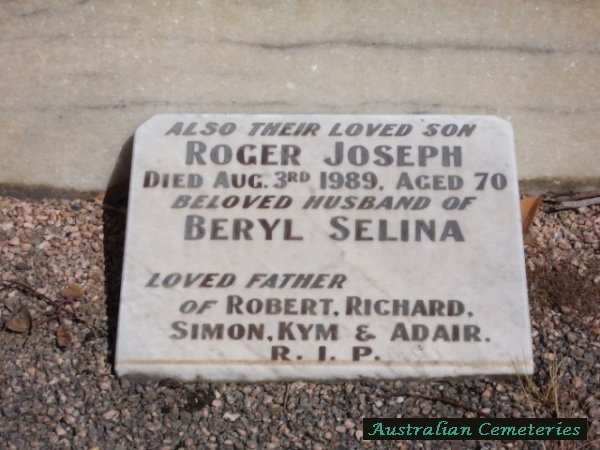 ALSO THEIR LOVED SON
ROGER JOSEPH
DIED AUG. 3RD 1989, AGED 70
BELOVED HUSBAND OF
BERYL SELINA
LOVED FATHER
OF ROBERT, RICHARD,
SIMON, KYM & ADAIR.
R. I. P.
Australian Cemeteries